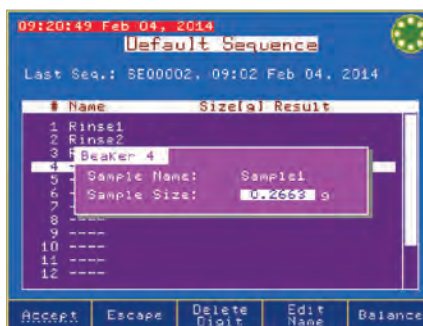 09:20:49 Feb 04, 2014
Default Sequence
Last Seq.: SE00002, 09:02 Feb 04, 2014
# Name Size[g] Result
1 Rinse1
2 Rinse2
3
Beaker 4
4
Sample Name: Sample1
5
Sample Size: 0.2663 g
6
7
8 ----
9 ----
10 ----
11 ----
12 ----
Accept Escape Delete Digit Edit Name Balance